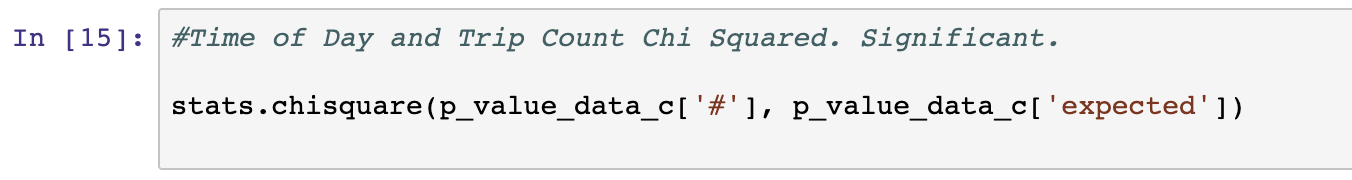 In [15]: #Time of Day and Trip Count Chi Squared. Significant.
stats.chisquare(p_value_data_c['#'], p_value_data_c['expected'])